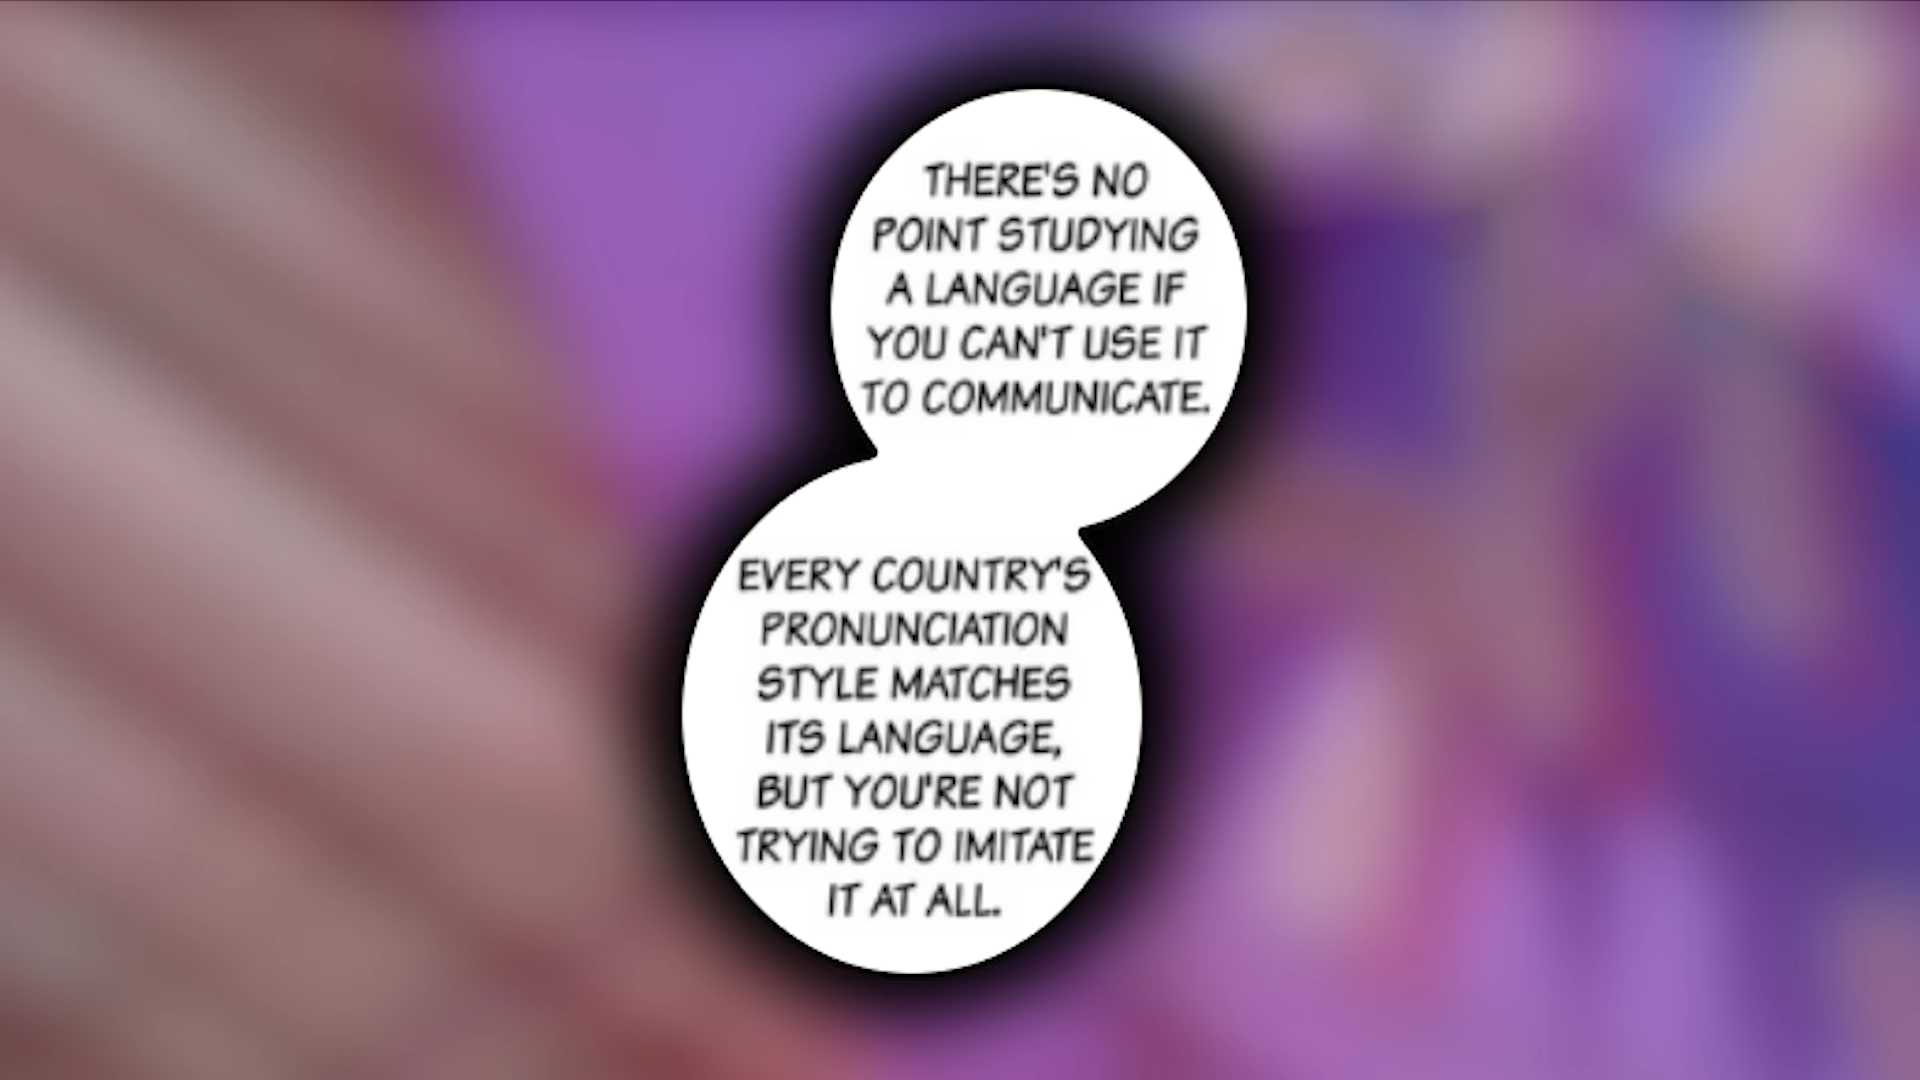 THERE'S NO
POINT STUDYING
A LANGUAGE IF
YOU CAN'T USE IT
TO COMMUNICATE.
EVERY COUNTRY'S
PRONUNCIATION
STYLE MATCHES
ITS LANGUAGE,
BUT YOU'RE NOT
TRYING TO IMITATE
IT AT ALL.